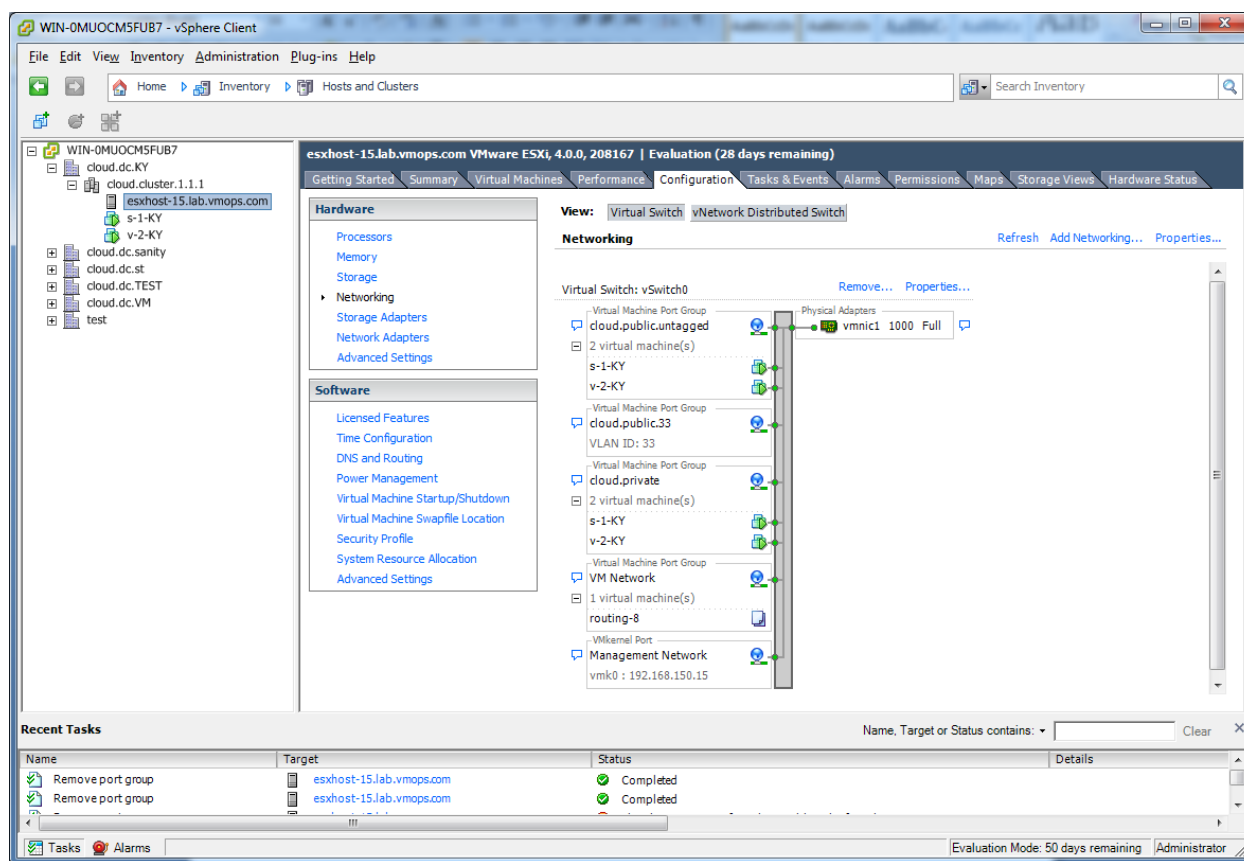 WIN-0MUOCM5FUB7 - vSphere Client
File Edit View Inventory Administration Plug-ins Help
Home Inventory Hosts and Clusters Search Inventory
WIN-0MUOCM5FUB7
cloud.dc.KY
cloud.cluster.1.1.1
esxhost-15.lab.vmops.com
s-1-KY
v-2-KY
cloud.dc.sanity
cloud.dc.st
cloud.dc.TEST
cloud.dc.VM
test
esxhost-15.lab.vmops.com VMware ESXi, 4.0.0, 208167 | Evaluation (28 days remaining)
Getting Started Summary Virtual Machines Performance Configuration Tasks & Events Alarms Permissions Maps Storage Views Hardware Status
Hardware
Processors
Memory
Storage
Networking
Storage Adapters
Network Adapters
Advanced Settings
Software
Licensed Features
Time Configuration
DNS and Routing
Power Management
Virtual Machine Startup/Shutdown
Virtual Machine Swapfile Location
Security Profile
System Resource Allocation
Advanced Settings
View: Virtual Switch vNetwork Distributed Switch
Networking Refresh Add Networking... Properties...
Virtual Switch: vSwitch0 Remove... Properties...
Virtual Machine Port Group
cloud.public.untagged
2 virtual machine(s)
s-1-KY
v-2-KY
Physical Adapters
vmnic1 1000 Full
Virtual Machine Port Group
cloud.public.33
VLAN ID: 33
Virtual Machine Port Group
cloud.private
2 virtual machine(s)
s-1-KY
v-2-KY
Virtual Machine Port Group
VM Network
1 virtual machine(s)
routing-8
VMkernel Port
Management Network
vmk0 : 192.168.150.15
Recent Tasks Name, Target or Status contains: Clear
Name Target Status Details
Remove port group esxhost-15.lab.vmops.com Completed
Remove port group esxhost-15.lab.vmops.com Completed
Tasks Alarms Evaluation Mode: 50 days remaining Administrator